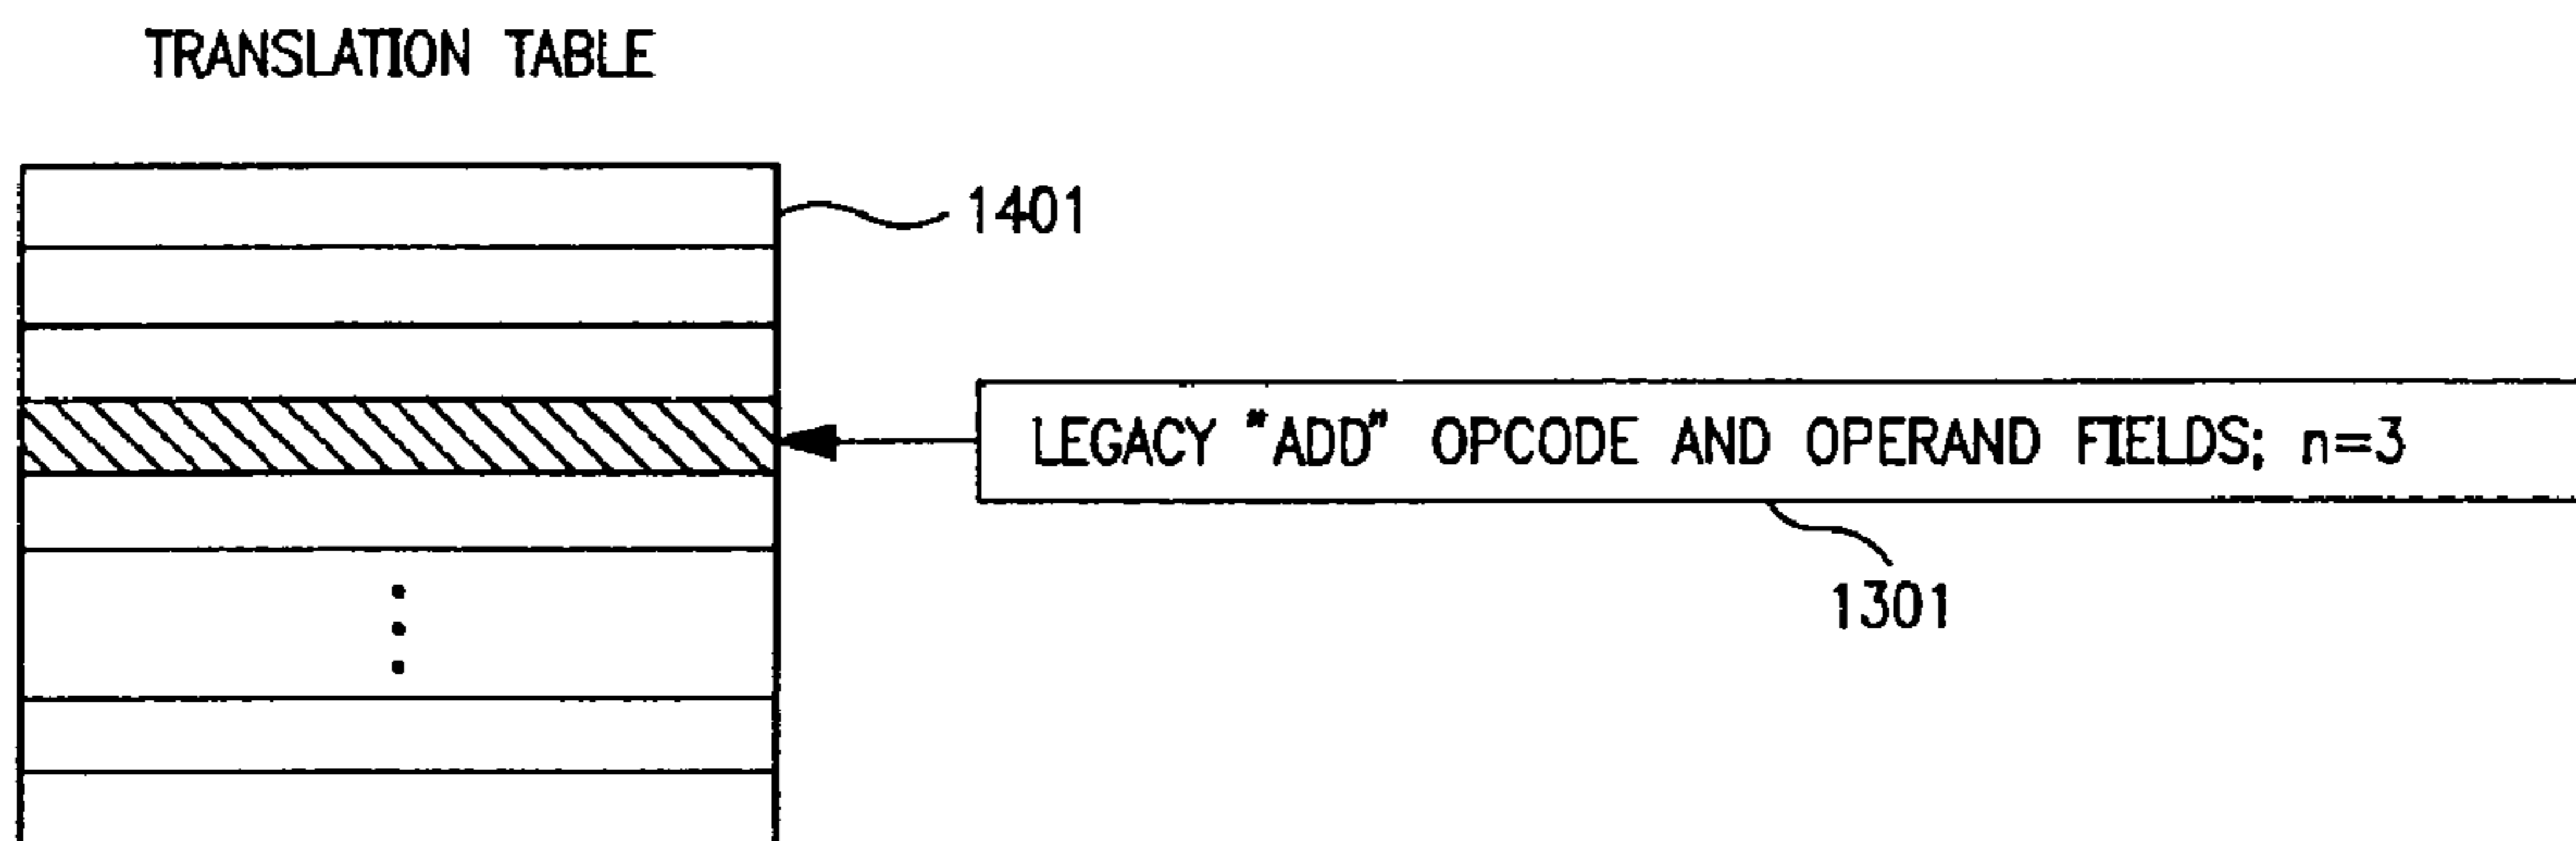 TRANSLATION TABLE
1401
LEGACY "ADD" OPCODE AND OPERAND FIELDS; n=3
1301